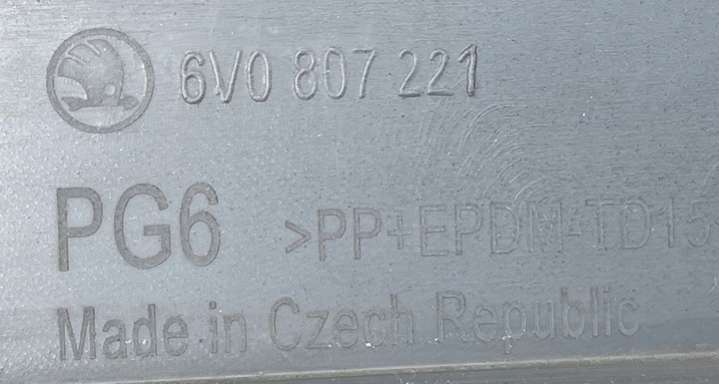 6V0 807 221
PG6 >PP+EPDM-TD15
Made in Czech Republic